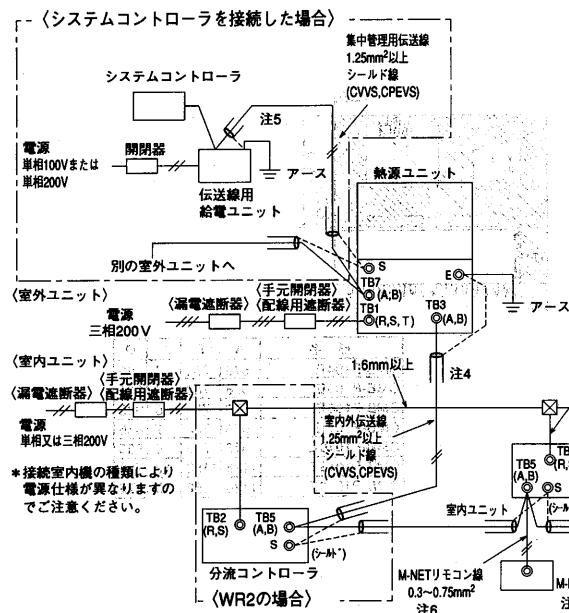 〈システムコントローラを接続した場合〉
集中管理用伝送線
1.25mm²以上
シールド線
(CVVS,CPEVS)
システムコントローラ
注5
電源
単相100Vまたは
単相200V
開閉器
伝送線用
給電ユニット
アース
熱源ユニット
別の室外ユニットへ
S
TB7
(A,B)
TB1
(R,S,T)
TB3
(A,B)
E
アース
〈室外ユニット〉
電源
三相200V
〈漏電遮断器〉
〈手元開閉器〉
〈配線用遮断器〉
注4
〈室内ユニット〉
〈漏電遮断器〉
〈手元開閉器〉
〈配線用遮断器〉
電源
単相又は三相200V
1.6mm以上
室内外伝送線
1.25mm²以上
シールド線
(CVVS,CPEVS)
*接続室内機の種類により
電源仕様が異なりますの
でご注意ください。
TB2
(R,S)
TB5
(A,B)
S
(シールド)
分流コントローラ
〈WR2の場合〉
室内ユニット
TB5
(A,B)
S
TB
(R,S
(シール
M-NETリモコン線
0.3〜0.75mm²
注6
M-
注